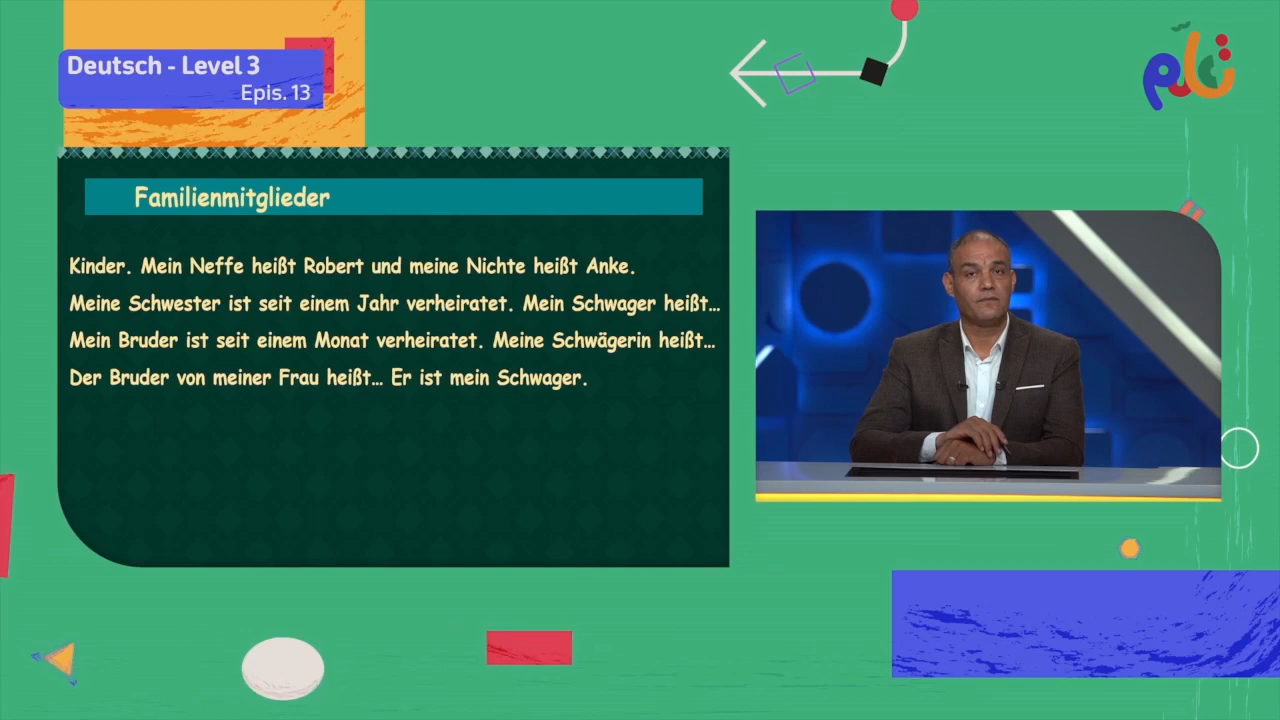 Deutsch - Level 3
Epis. 13
Familienmitglieder
Kinder. Mein Neffe heißt Robert und meine Nichte heißt Anke.
Meine Schwester ist seit einem Jahr verheiratet. Mein Schwager heißt...
Mein Bruder ist seit einem Monat verheiratet. Meine Schwägerin heißt...
Der Bruder von meiner Frau heißt... Er ist mein Schwager.